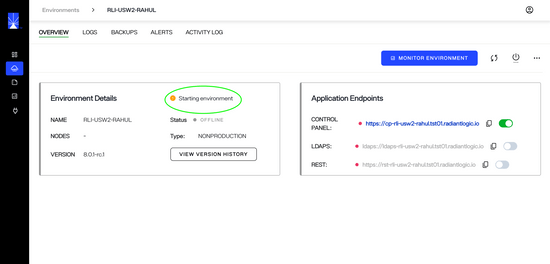 Environments > RLI-USW2-RAHUL
OVERVIEW LOGS BACKUPS ALERTS ACTIVITY LOG
MONITOR ENVIRONMENT
Environment Details
Starting environment
NAME RLI-USW2-RAHUL
Status OFFLINE
NODES -
Type: NONPRODUCTION
VERSION 8.0.1-rc.1
VIEW VERSION HISTORY
Application Endpoints
CONTROL
PANEL:
https://cp-rli-usw2-rahul.tst01.radiantlogic.io
LDAPS: ldaps://ldaps-rli-usw2-rahul.tst01.radiantlogic.io
REST: https://rst-rli-usw2-rahul.tst01.radiantlogic.io